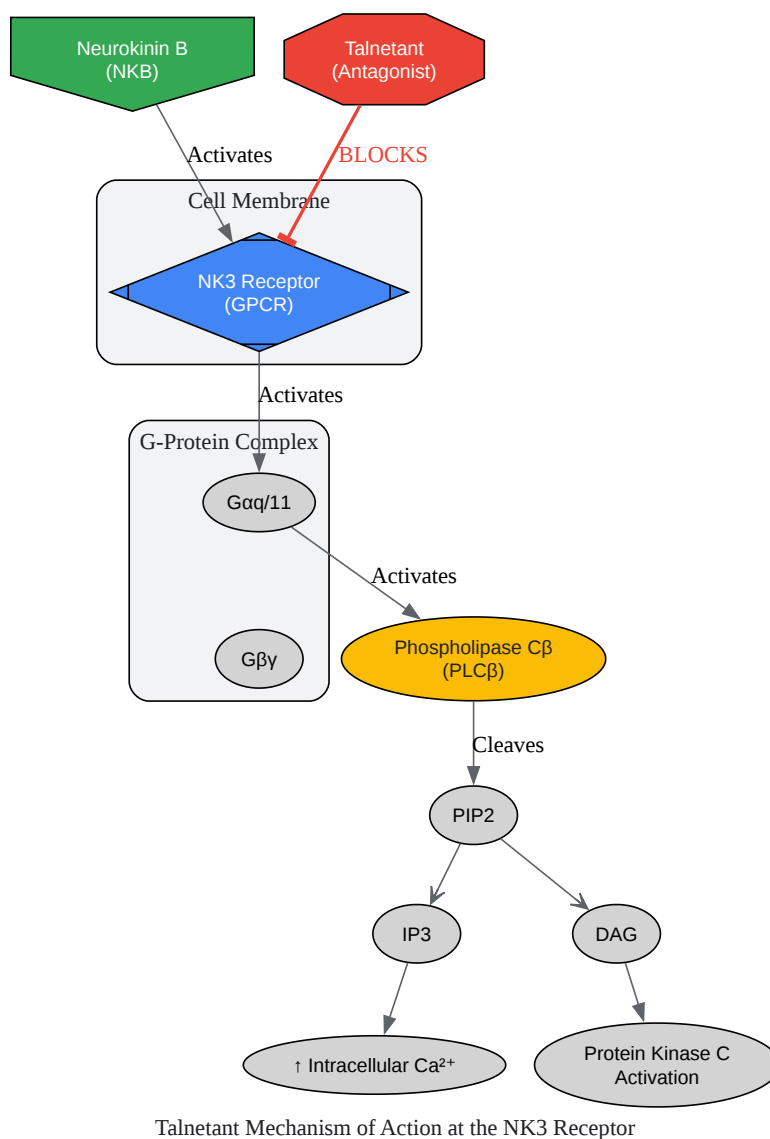 Neurokinin B
(NKB)
Talnetant
(Antagonist)
Activates
BLOCKS
Cell Membrane
NK3 Receptor
(GPCR)
Activates
G-Protein Complex
Gαq/11
Activates
Gβγ
Phospholipase Cβ
(PLCβ)
Cleaves
PIP2
IP3
DAG
↑ Intracellular Ca²⁺
Protein Kinase C
Activation
Talnetant Mechanism of Action at the NK3 Receptor